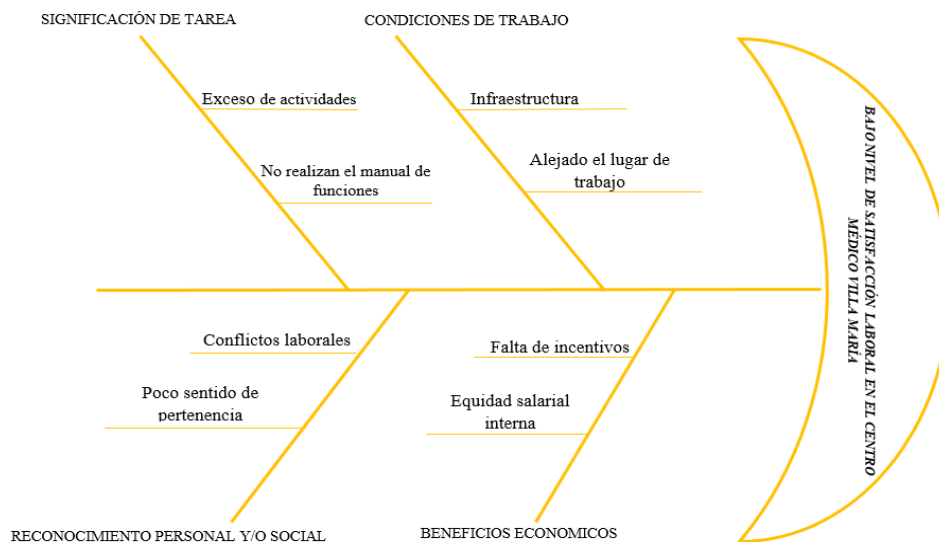 SIGNIFICACIÓN DE TAREA
CONDICIONES DE TRABAJO
Exceso de actividades
No realizan el manual de
funciones
Infraestructura
Alejado el lugar de
trabajo
BAJO NIVEL DE SATISFACCIÓN LABORAL EN EL CENTRO
MÉDICO VILLA MARÍA
Conflictos laborales
Poco sentido de
pertenencia
Falta de incentivos
Equidad salarial
interna
RECONOCIMIENTO PERSONAL Y/O SOCIAL
BENEFICIOS ECONOMICOS